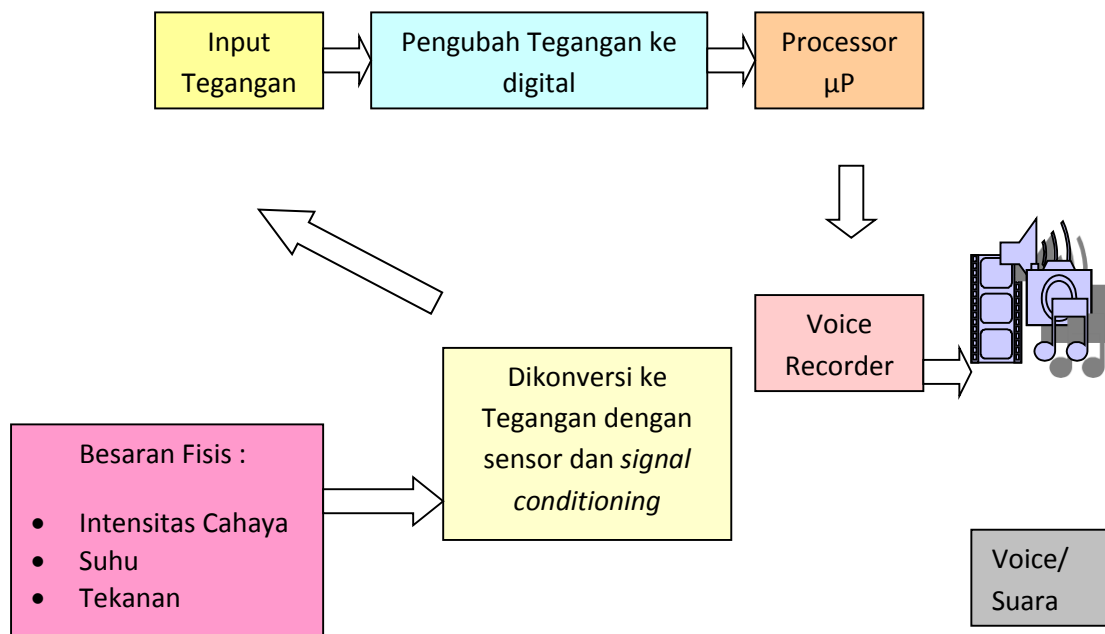 Input
Tegangan
Pengubah Tegangan ke
digital
Processor
µP
Voice
Recorder
Dikonversi ke
Tegangan dengan
sensor dan signal
conditioning
Besaran Fisis :
• Intensitas Cahaya
• Suhu
• Tekanan
Voice/
Suara